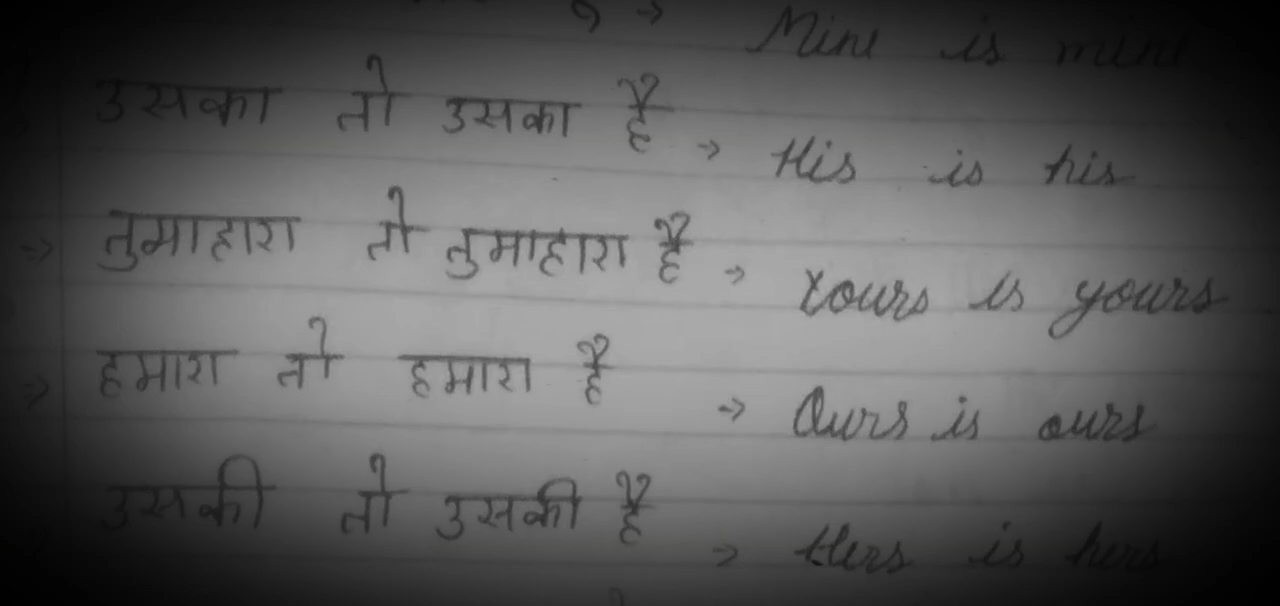 → Mine is mine
उसका तो उसका है → His is his
→ तुमाहारा तो तुमाहारा है → Yours is yours
→ हमारा तो हमारा है → Ours is ours
उसकी तो उसकी है → Hers is hers